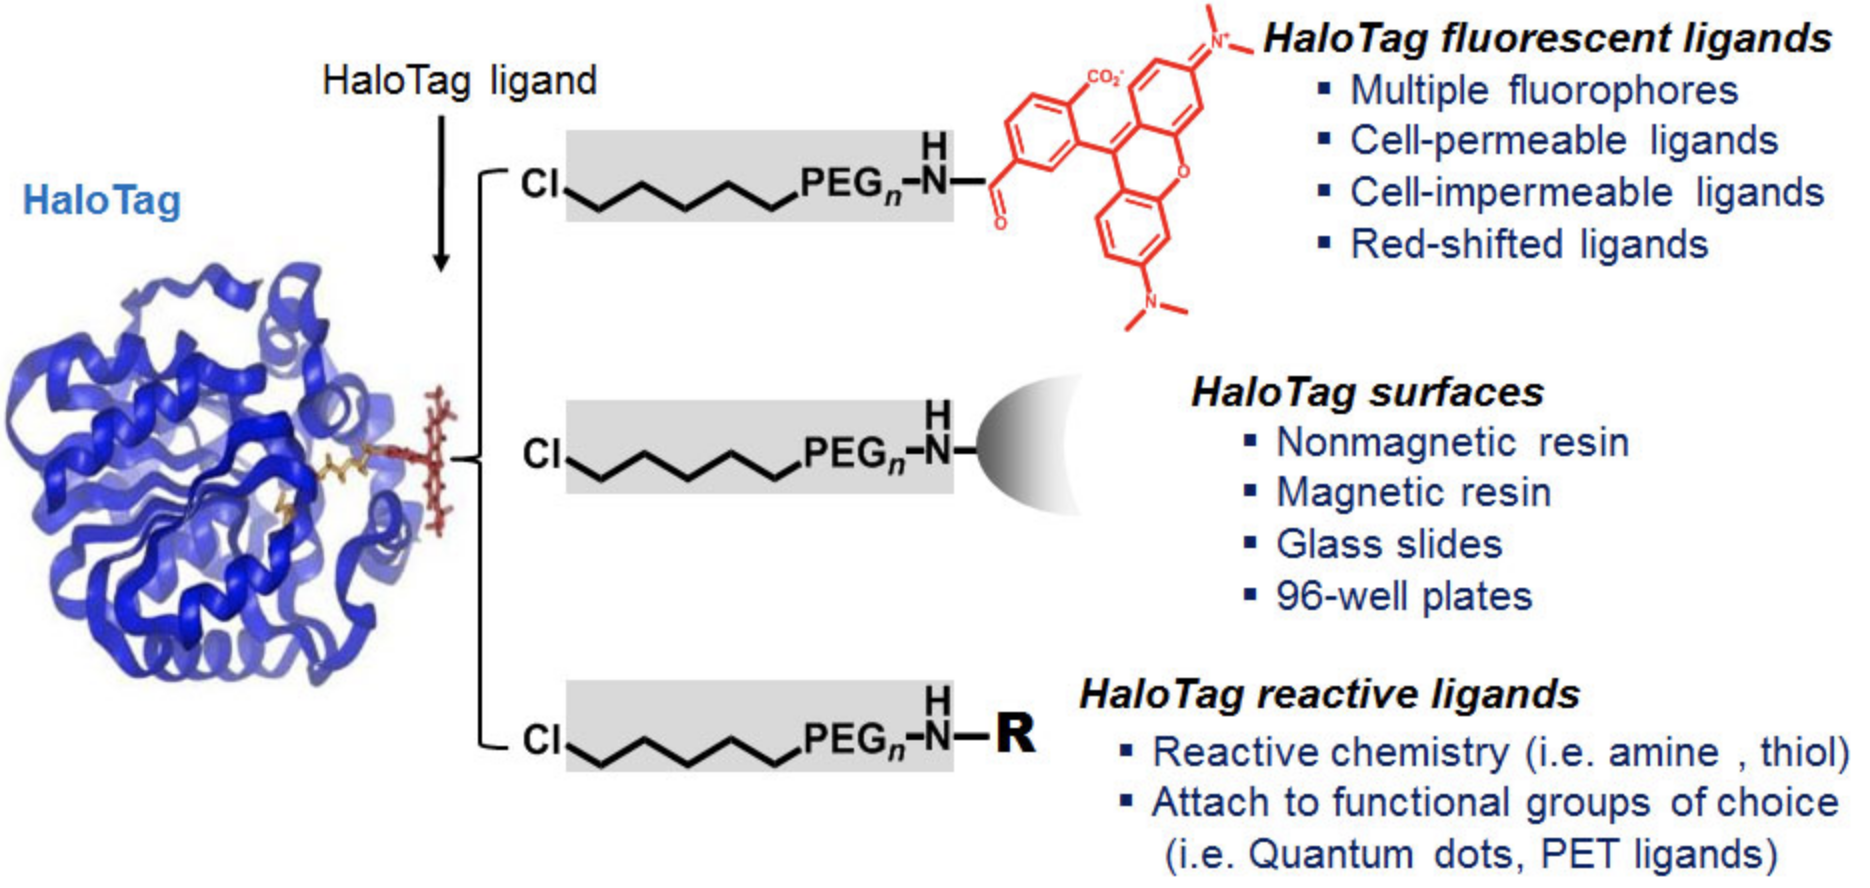 HaloTag
HaloTag ligand
Cl
PEGn
H
N
O
CO2-
N+
O
N
HaloTag fluorescent ligands
▪ Multiple fluorophores
▪ Cell-permeable ligands
▪ Cell-impermeable ligands
▪ Red-shifted ligands
Cl
PEGn
H
N
HaloTag surfaces
▪ Nonmagnetic resin
▪ Magnetic resin
▪ Glass slides
▪ 96-well plates
Cl
PEGn
H
N
R
HaloTag reactive ligands
▪ Reactive chemistry (i.e. amine , thiol)
▪ Attach to functional groups of choice
(i.e. Quantum dots, PET ligands)